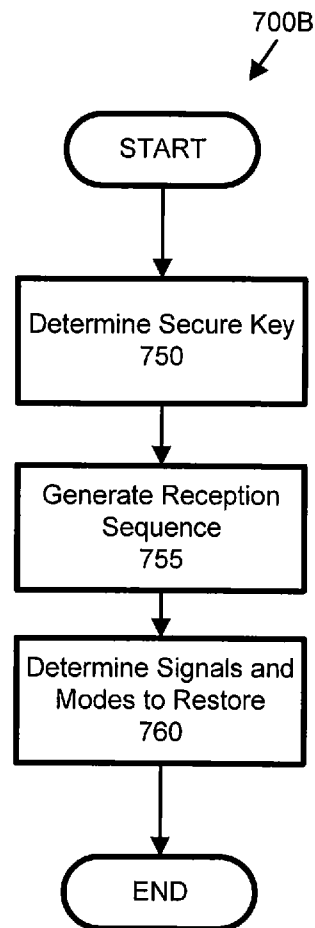 700B
START
Determine Secure Key
750
Generate Reception
Sequence
755
Determine Signals and
Modes to Restore
760
END